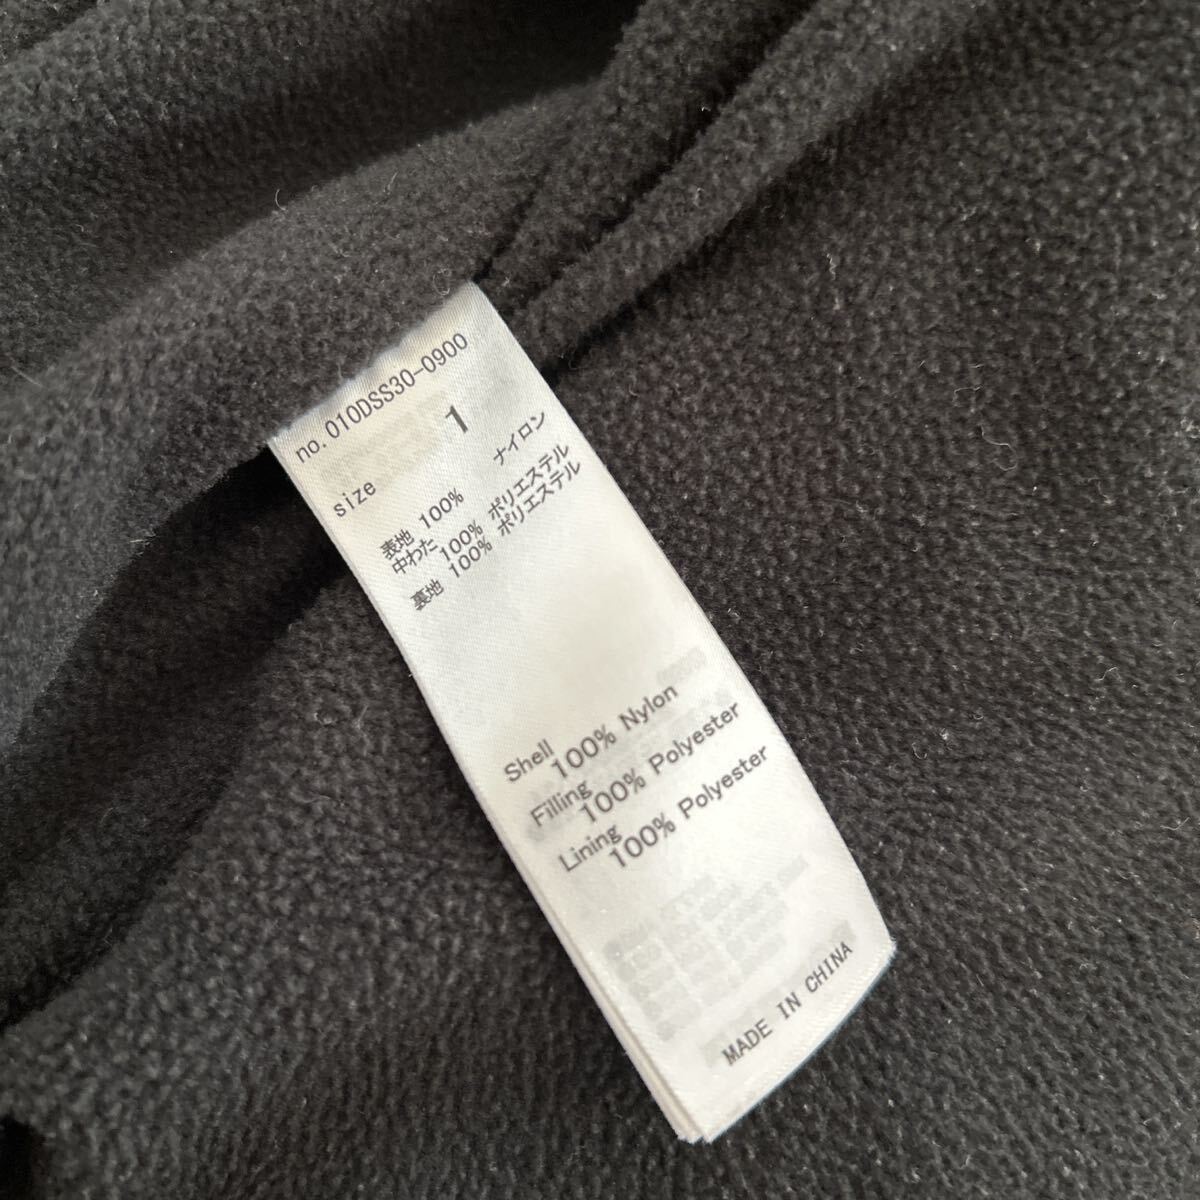 no.010DSS30-0900
size 1
表地 100% ナイロン
中わた 100% ポリエステル
裏地 100% ポリエステル
Shell
100% Nylon
Filling
100% Polyester
Lining
100% Polyester
MADE IN CHINA